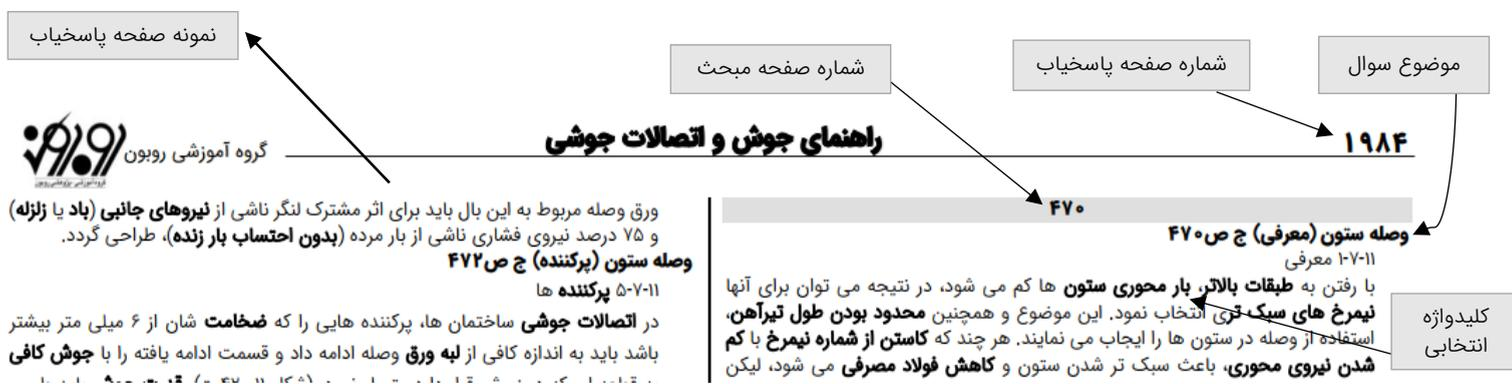 نمونه صفحه پاسخیاب
شماره صفحه مبحث
شماره صفحه پاسخیاب
موضوع سوال
۱۹۸۴
راهنمای جوش و اتصالات جوشی
گروه آموزشی روبون
۴۷۰
وصله ستون (معرفی) ج ص۴۷۰
۱-۷-۱۱ معرفی
با رفتن به طبقات بالاتر، بار محوری ستون ها کم می شود، در نتیجه می توان برای آنها
نیمرخ های سبک تری انتخاب نمود. این موضوع و همچنین محدود بودن طول تیرآهن،
استفاده از وصله در ستون ها را ایجاب می نمایند. هر چند که کاستن از شماره نیمرخ با کم
شدن نیروی محوری، باعث سبک تر شدن ستون و کاهش فولاد مصرفی می شود، لیکن
کلیدواژه
انتخابی
ورق وصله مربوط به این بال باید برای اثر مشترک لنگر ناشی از نیروهای جانبی (باد یا زلزله)
و ۷۵ درصد نیروی فشاری ناشی از بار مرده (بدون احتساب بار زنده)، طراحی گردد.
وصله ستون (پرکننده) ج ص۴۷۲
۵-۷-۱۱ پرکننده ها
در اتصالات جوشی ساختمان ها، پرکننده هایی را که ضخامت شان از ۶ میلی متر بیشتر
باشد باید به اندازه کافی از لبه ورق وصله ادامه داد و قسمت ادامه یافته را با جوش کافی